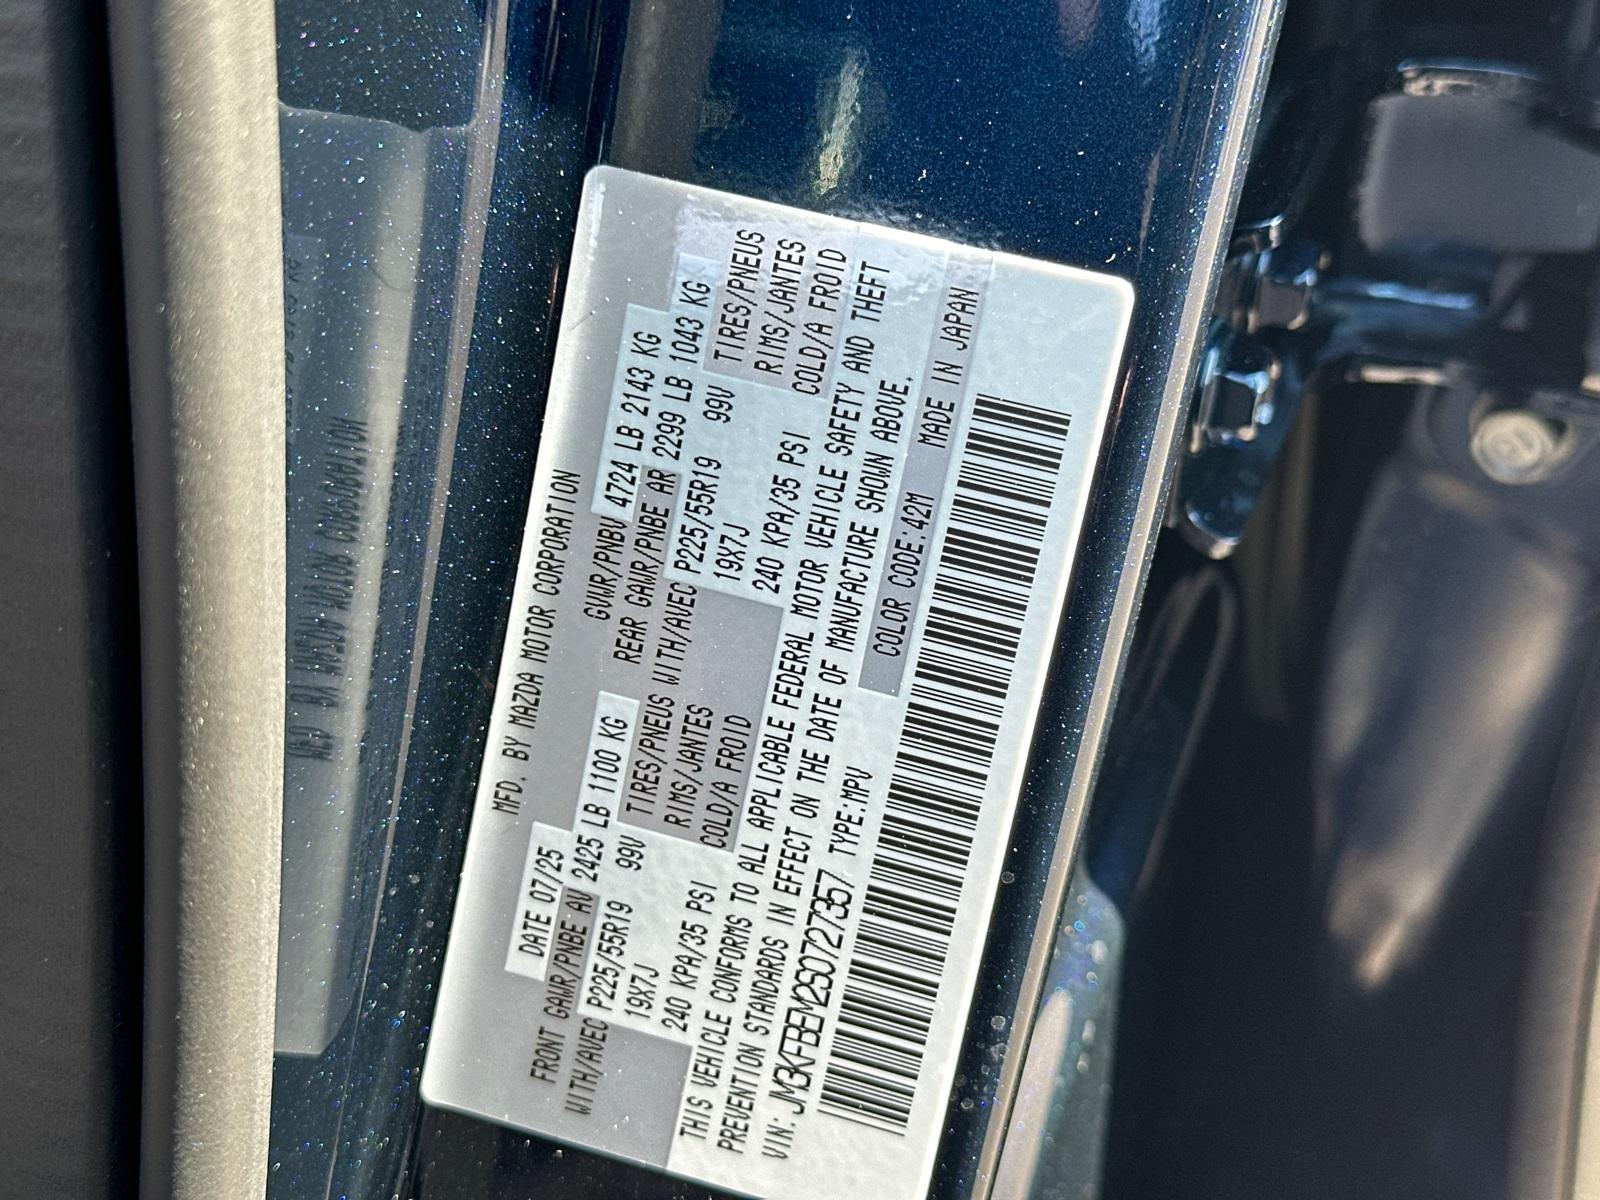 MFD. BY MAZDA MOTOR CORPORATION
DATE 07/25 GVWR/PNBV 4724 LB 2143 KG
FRONT GAWR/PNBE AV 2425 LB 1100 KG REAR GAWR/PNBE AR 2299 LB 1043 KG
WITH/AVEC P225/55R19 99V TIRES/PNEUS WITH/AVEC P225/55R19 99V TIRES/PNEUS
19X7J RIMS/JANTES 19X7J RIMS/JANTES
240 KPA/35 PSI COLD/A FROID 240 KPA/35 PSI COLD/A FROID
THIS VEHICLE CONFORMS TO ALL APPLICABLE FEDERAL MOTOR VEHICLE SAFETY AND THEFT
PREVENTION STANDARDS IN EFFECT ON THE DATE OF MANUFACTURE SHOWN ABOVE.
VIN: JM3KFBEM2S0727357 TYPE:MPV COLOR CODE:42M MADE IN JAPAN